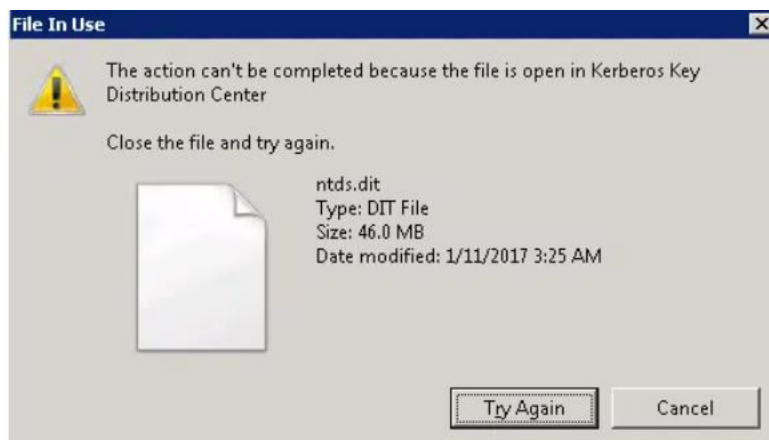 File In Use
The action can't be completed because the file is open in Kerberos Key
Distribution Center
Close the file and try again.
ntds.dit
Type: DIT File
Size: 46.0 MB
Date modified: 1/11/2017 3:25 AM
Try Again
Cancel